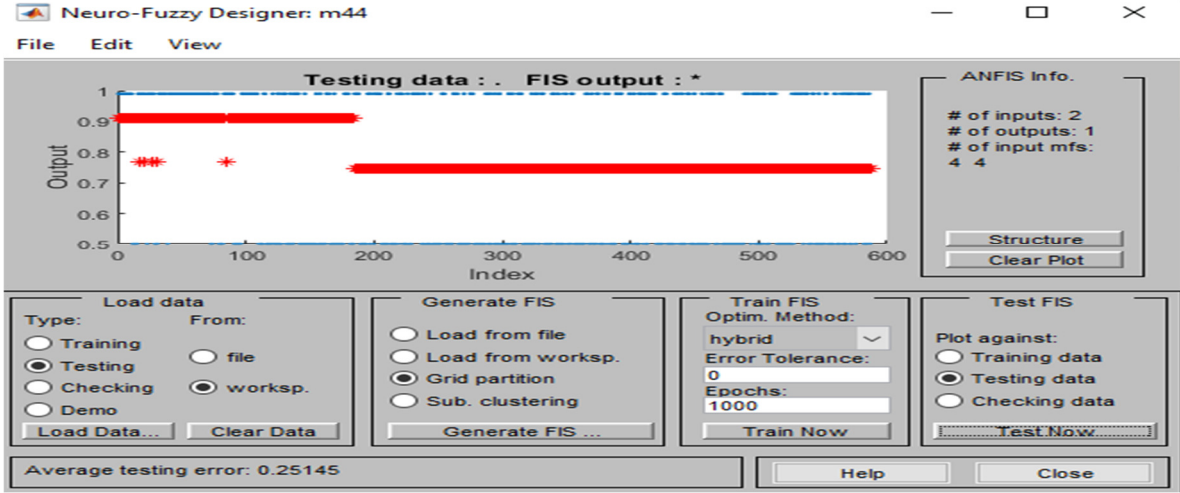 Neuro-Fuzzy Designer: m44
File Edit View
Testing data : . FIS output : *
1
0.9
0.8
0.7
0.6
0.5
Output
0 100 200 300 400 500 600
Index
ANFIS Info.
# of inputs: 2
# of outputs: 1
# of input mfs:
4 4
Structure
Clear Plot
Load data
Type: From:
Training
Testing
Checking
Demo
file
worksp.
Load Data... Clear Data
Generate FIS
Load from file
Load from worksp.
Grid partition
Sub. clustering
Generate FIS ...
Train FIS
Optim. Method:
hybrid
Error Tolerance:
0
Epochs:
1000
Train Now
Test FIS
Plot against:
Training data
Testing data
Checking data
Test Now
Average testing error: 0.25145
Help Close